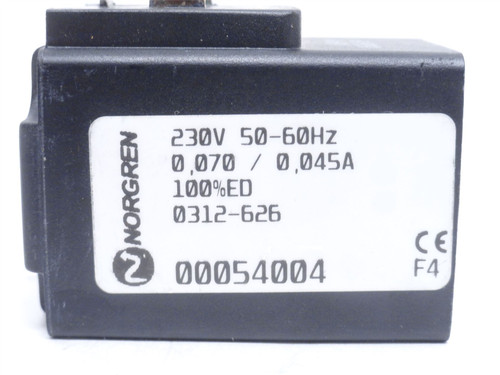 NORGREN
230V 50-60Hz
0,070 / 0,045A
100%ED
0312-626
00054004
CE
F4